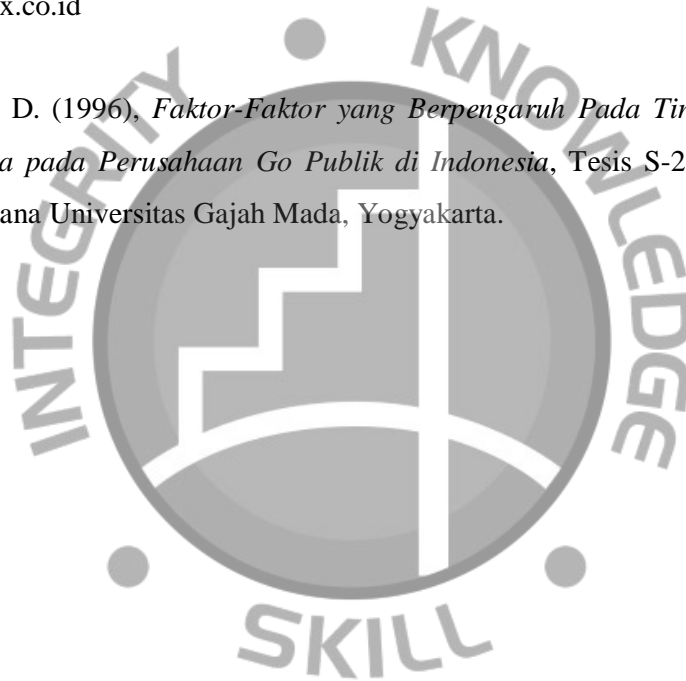 x.co.id
D. (1996), Faktor-Faktor yang Berpengaruh Pada Tin
a pada Perusahaan Go Publik di Indonesia, Tesis S-2
ana Universitas Gajah Mada, Yogyakarta.
INTEGRITY
KNOWLEDGE
SKILL